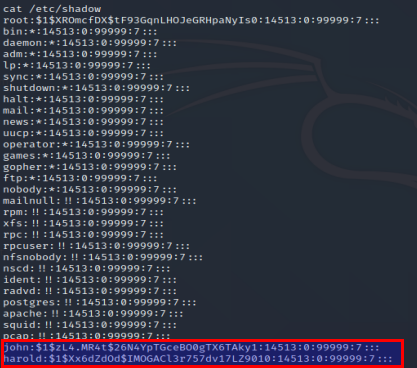 cat /etc/shadow
root:$1$XROmcfDX$tF93GqnLHOJeGRHpaNyIs0:14513:0:99999:7:::
bin:*:14513:0:99999:7:::
daemon:*:14513:0:99999:7:::
adm:*:14513:0:99999:7:::
lp:*:14513:0:99999:7:::
sync:*:14513:0:99999:7:::
shutdown:*:14513:0:99999:7:::
halt:*:14513:0:99999:7:::
mail:*:14513:0:99999:7:::
news:*:14513:0:99999:7:::
uucp:*:14513:0:99999:7:::
operator:*:14513:0:99999:7:::
games:*:14513:0:99999:7:::
gopher:*:14513:0:99999:7:::
ftp:*:14513:0:99999:7:::
nobody:*:14513:0:99999:7:::
mailnull:!!:14513:0:99999:7:::
rpm:!!:14513:0:99999:7:::
xfs:!!:14513:0:99999:7:::
rpc:!!:14513:0:99999:7:::
rpcuser:!!:14513:0:99999:7:::
nfsnobody:!!:14513:0:99999:7:::
nscd:!!:14513:0:99999:7:::
ident:!!:14513:0:99999:7:::
radvd:!!:14513:0:99999:7:::
postgres:!!:14513:0:99999:7:::
apache:!!:14513:0:99999:7:::
squid:!!:14513:0:99999:7:::
pcap:!!:14513:0:99999:7:::
john:$1$zL4.MR4t$26N4YpTGceBO0gTX6TAky1:14513:0:99999:7:::
harold:$1$Xx6dZdOd$IMOGACl3r757dv17LZ9010:14513:0:99999:7:::